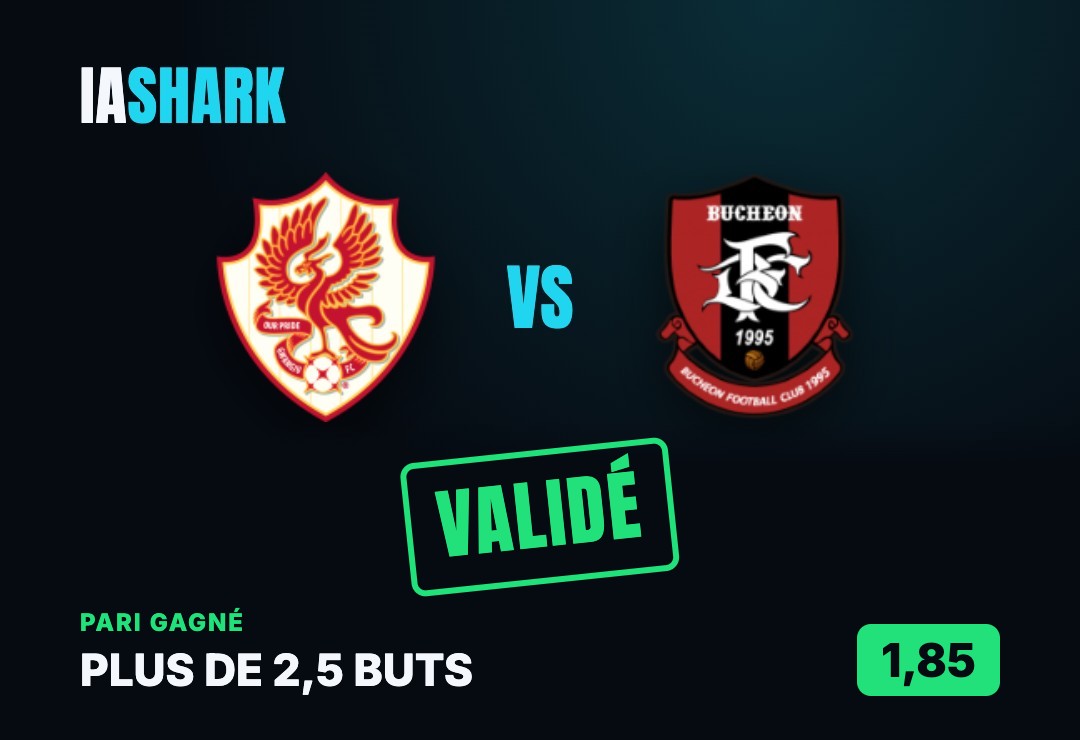 IASHARK
OUR PRIDE
GWANGJU FC
BUCHEON
FC
1995
BUCHEON FOOTBALL CLUB 1995
VS
VALIDÉ
PARI GAGNÉ
PLUS DE 2,5 BUTS
1,85